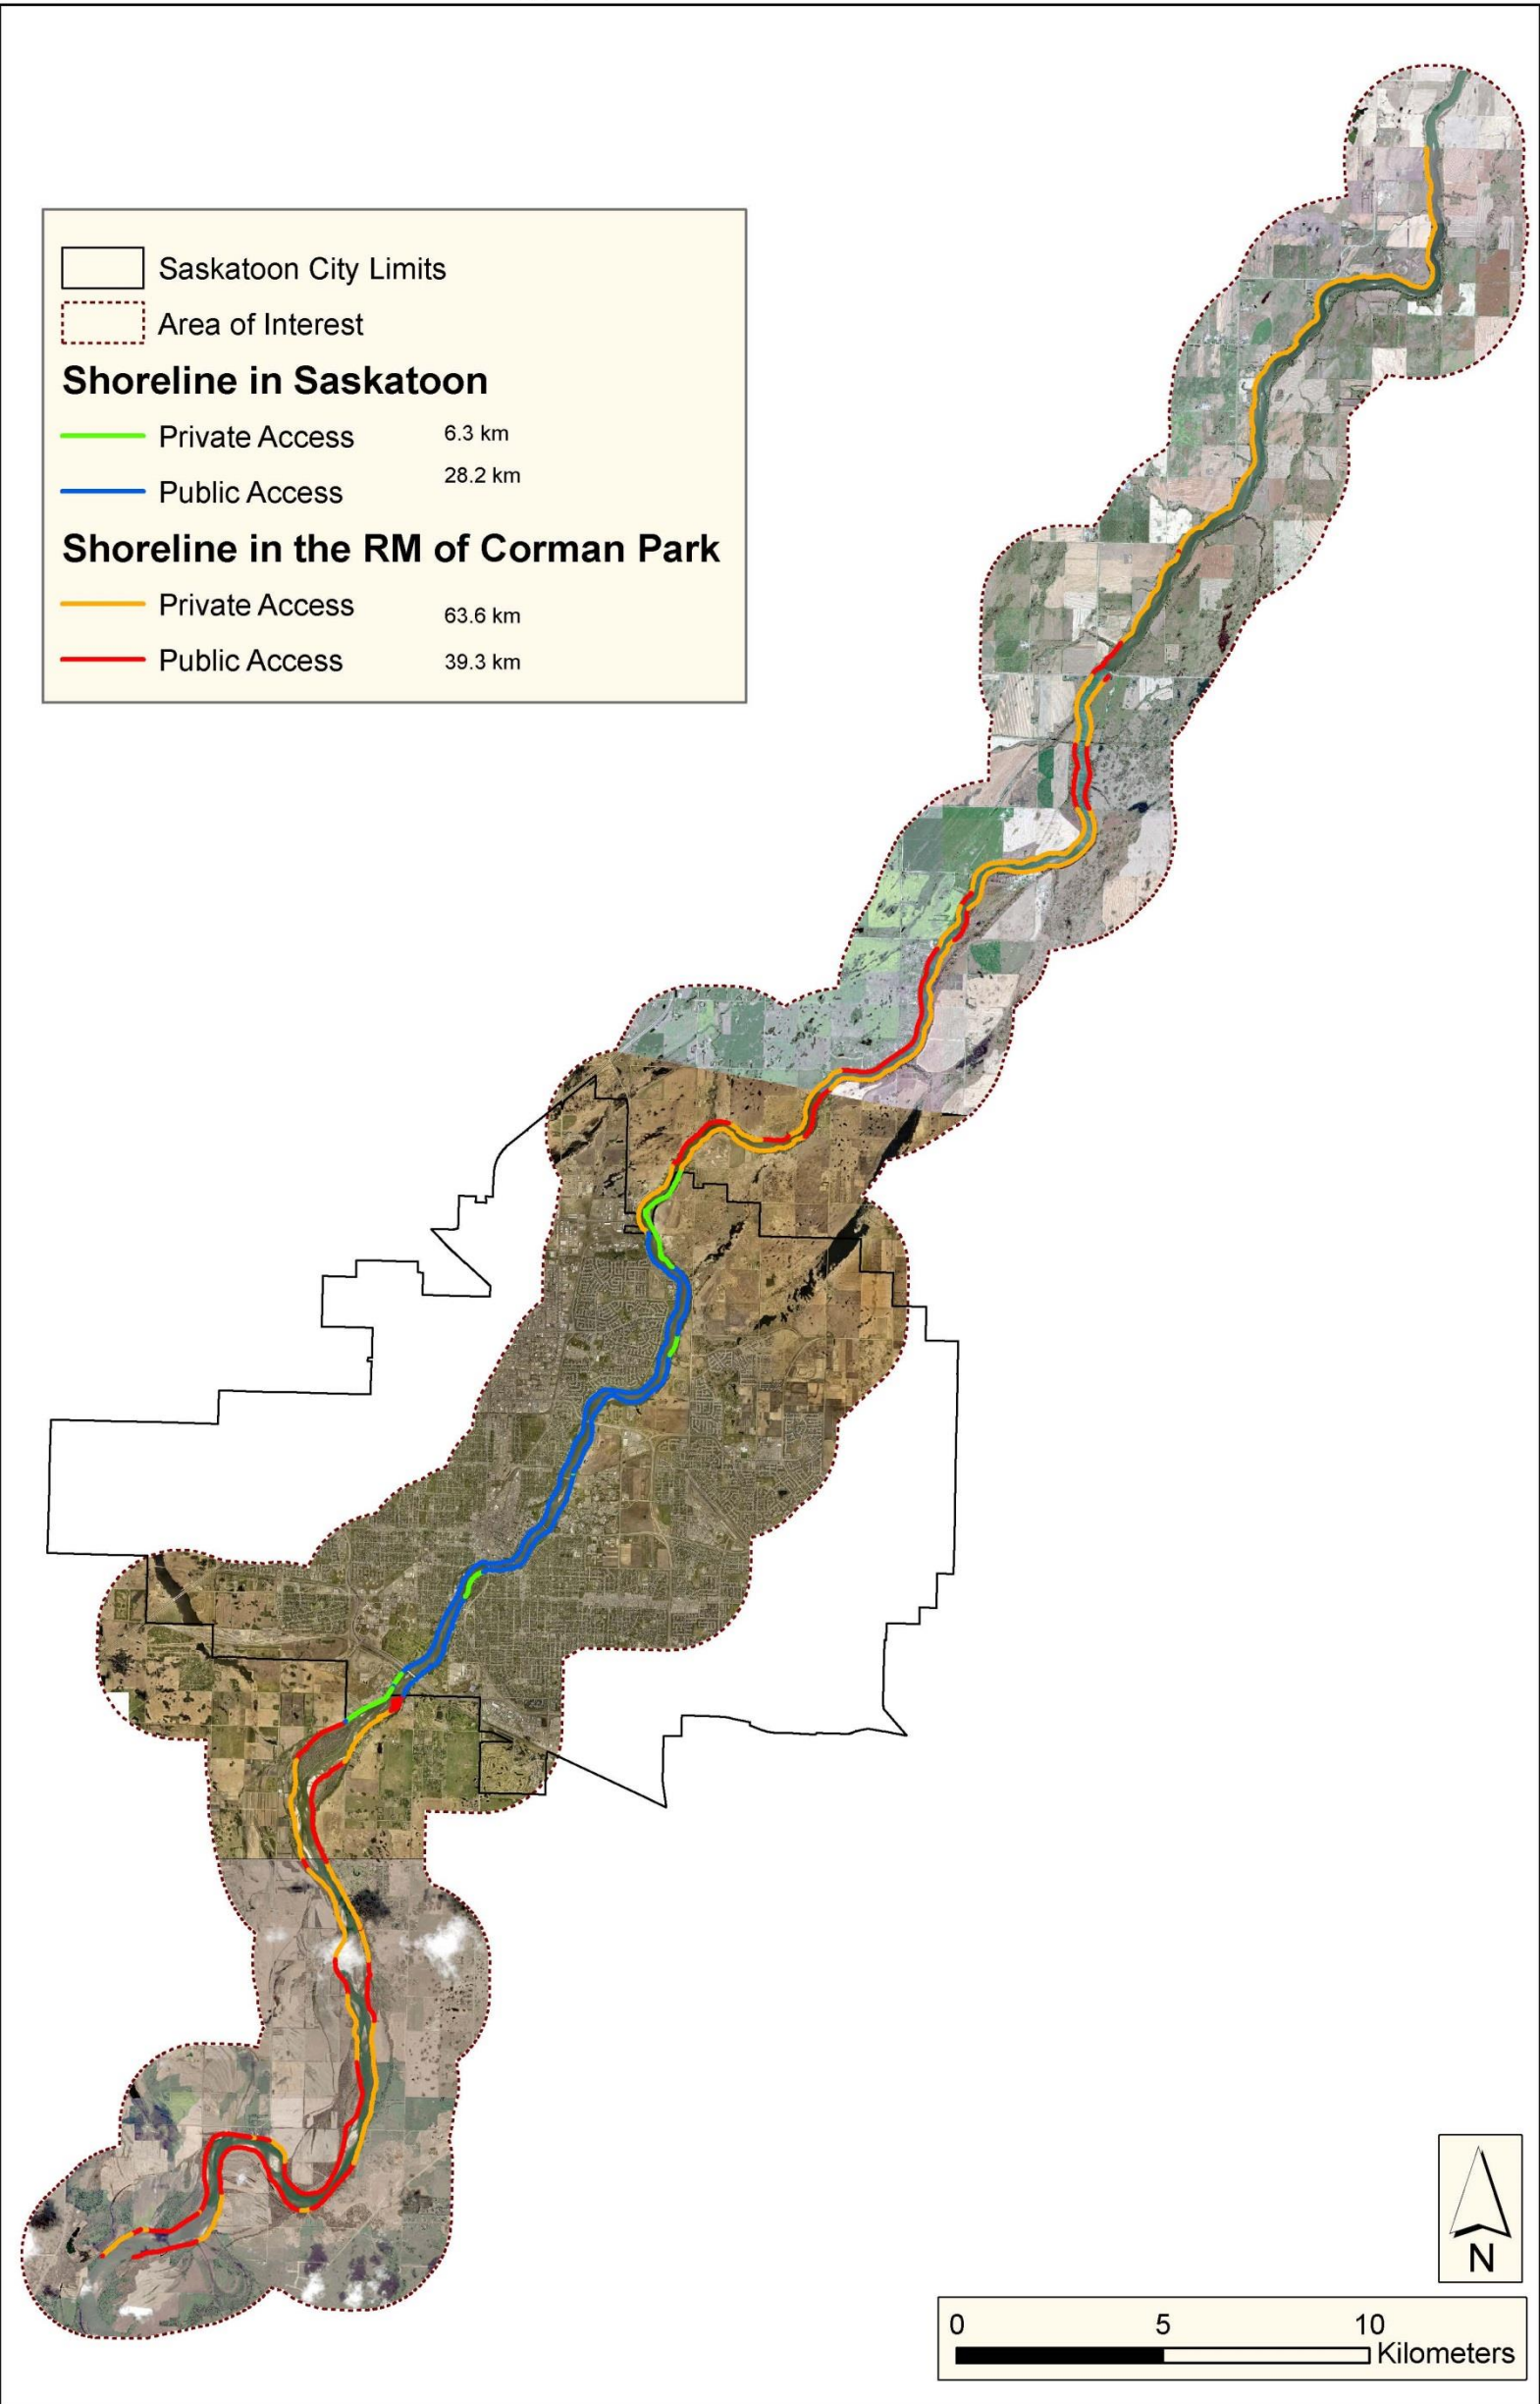 Saskatoon City Limits
Area of Interest
Shoreline in Saskatoon
Private Access 6.3 km
Public Access 28.2 km
Shoreline in the RM of Corman Park
Private Access 63.6 km
Public Access 39.3 km
N
0 5 10
Kilometers